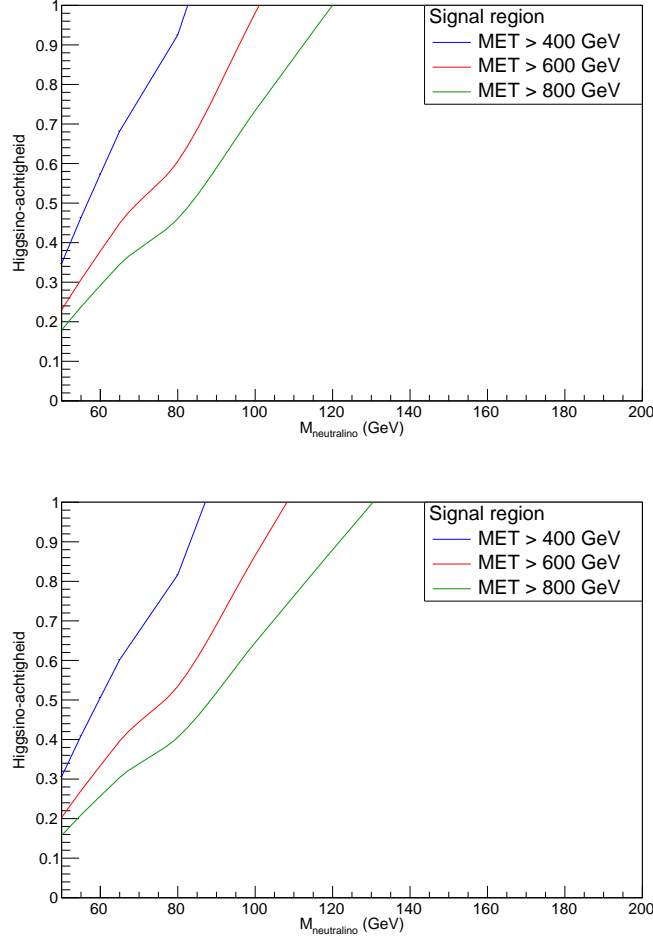 Signal region
MET > 400 GeV
MET > 600 GeV
MET > 800 GeV
Higgsino-achtigheid
1
0.9
0.8
0.7
0.6
0.5
0.4
0.3
0.2
0.1
0
60 80 100 120 140 160 180 200
M_neutralino (GeV)
Signal region
MET > 400 GeV
MET > 600 GeV
MET > 800 GeV
Higgsino-achtigheid
1
0.9
0.8
0.7
0.6
0.5
0.4
0.3
0.2
0.1
0
60 80 100 120 140 160 180 200
M_neutralino (GeV)